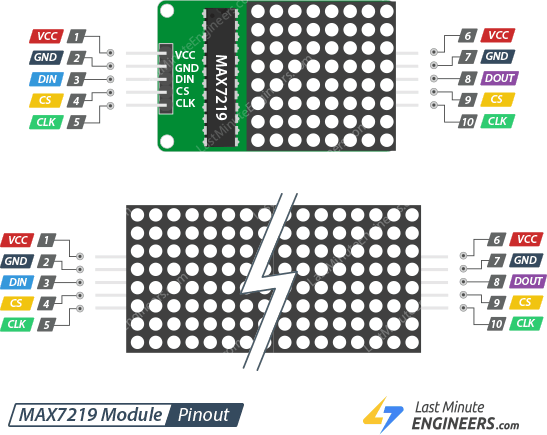 VCC 1
GND 2
DIN 3
CS 4
CLK 5
VCC
GND
DIN
CS
CLK
MAX7219
6 VCC
7 GND
8 DOUT
9 CS
10 CLK
VCC 1
GND 2
DIN 3
CS 4
CLK 5
6 VCC
7 GND
8 DOUT
9 CS
10 CLK
MAX7219 Module Pinout
Last Minute
ENGINEERS.com